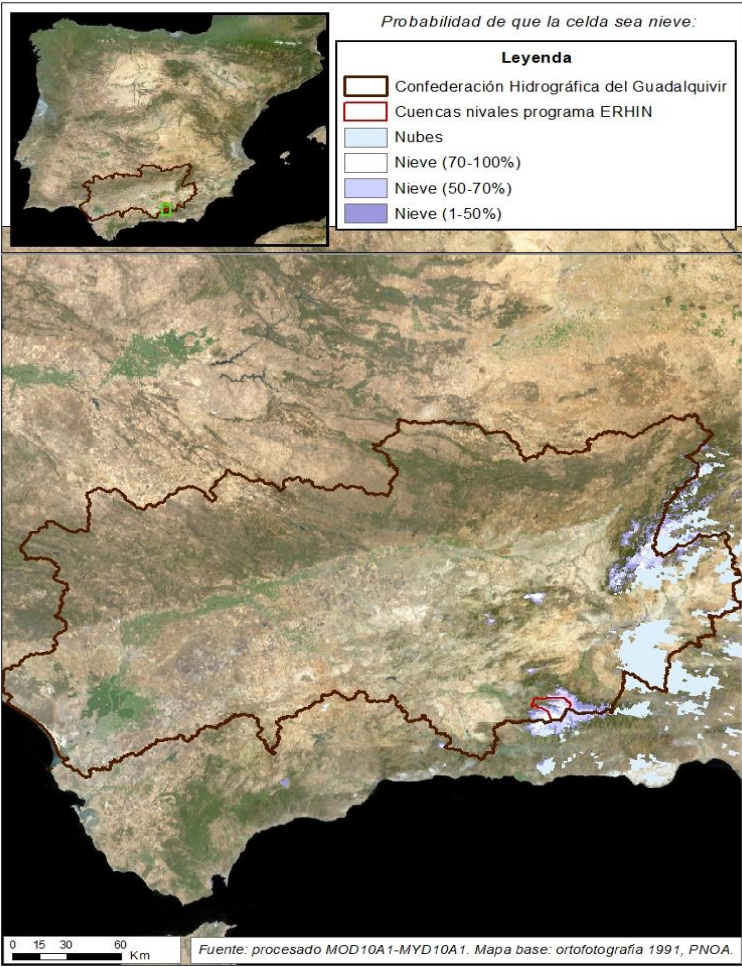 Probabilidad de que la celda sea nieve:
Leyenda
Confederación Hidrográfica del Guadalquivir
Cuencas nivales programa ERHIN
Nubes
Nieve (70-100%)
Nieve (50-70%)
Nieve (1-50%)
0 15 30 60
Km
Fuente: procesado MOD10A1-MYD10A1. Mapa base: ortofotografía 1991, PNOA.